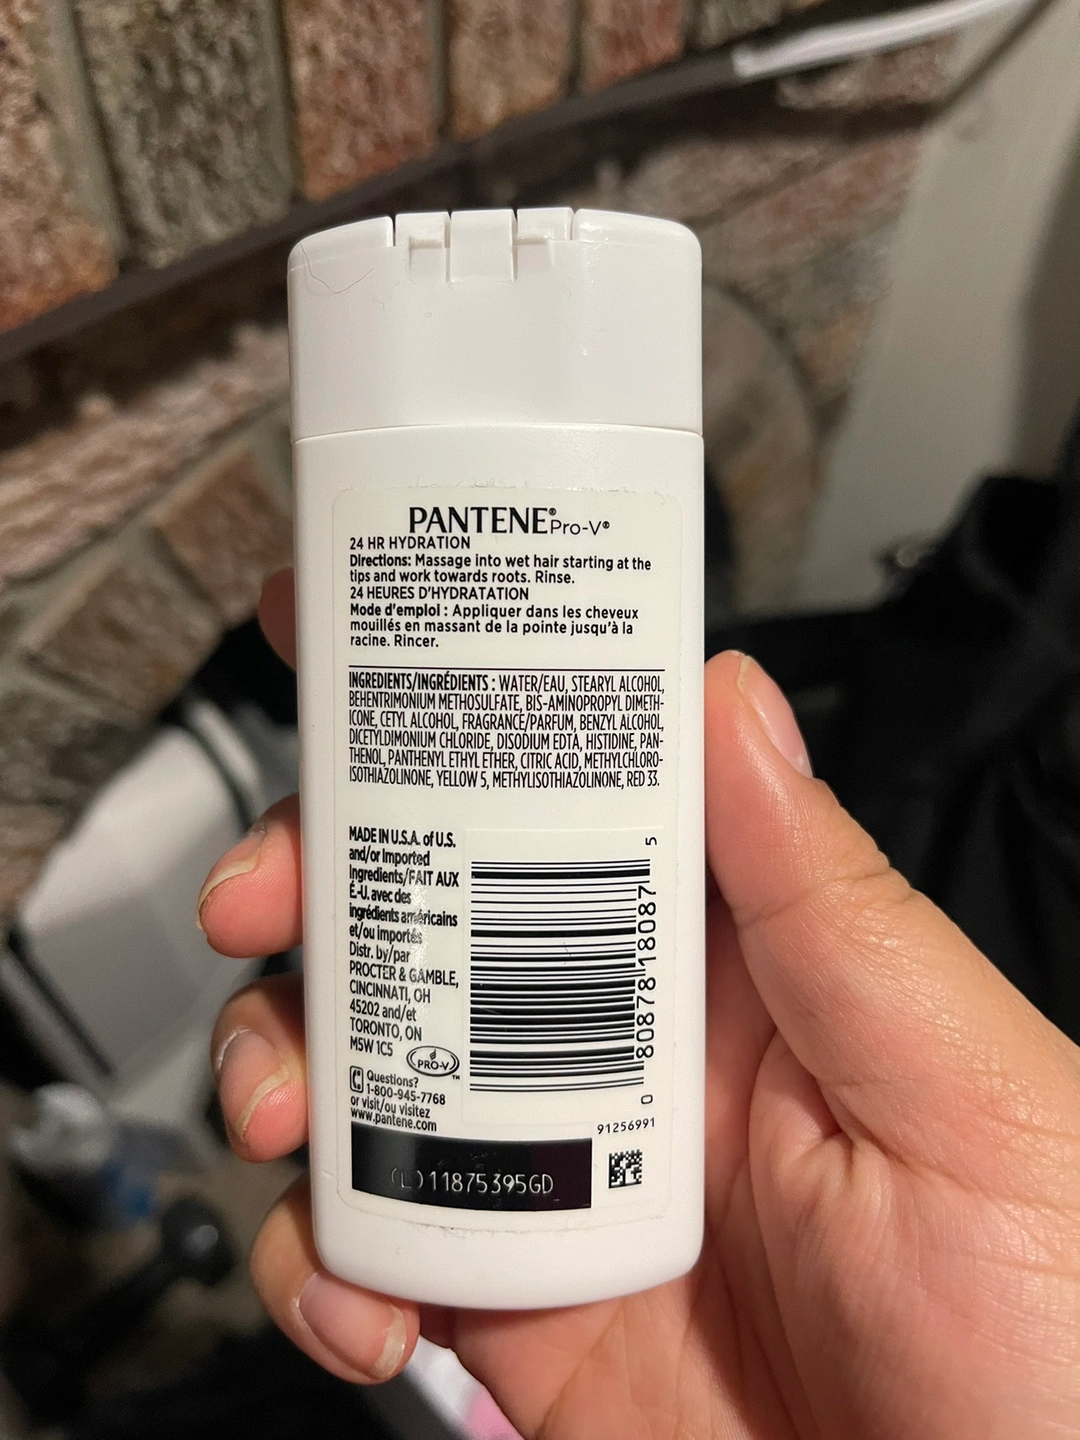 PANTENE® Pro-V®
24 HR HYDRATION
Directions: Massage into wet hair starting at the
tips and work towards roots. Rinse.
24 HEURES D'HYDRATATION
Mode d'emploi : Appliquer dans les cheveux
mouillés en massant de la pointe jusqu'à la
racine. Rincer.
INGREDIENTS/INGRÉDIENTS : WATER/EAU, STEARYL ALCOHOL,
BEHENTRIMONIUM METHOSULFATE, BIS-AMINOPROPYL DIMETH-
ICONE, CETYL ALCOHOL, FRAGRANCE/PARFUM, BENZYL ALCOHOL,
DICETYLDIMONIUM CHLORIDE, DISODIUM EDTA, HISTIDINE, PAN-
THENOL, PANTHENYL ETHYL ETHER, CITRIC ACID, METHYLCHLORO-
ISOTHIAZOLINONE, YELLOW 5, METHYLISOTHIAZOLINONE, RED 33.
MADE IN U.S.A. of U.S.
and/or Imported
Ingredients/FAIT AUX
É.-U. avec des
ingrédients américains
et/ou importés
Distr. by/par
PROCTER & GAMBLE,
CINCINNATI, OH
45202 and/et
TORONTO, ON
M5W 1C5
PRO-V™
Questions?
1-800-945-7768
or visit/ou visitez
www.pantene.com
0 80878 18087 5
91256991
(L)11875395GD